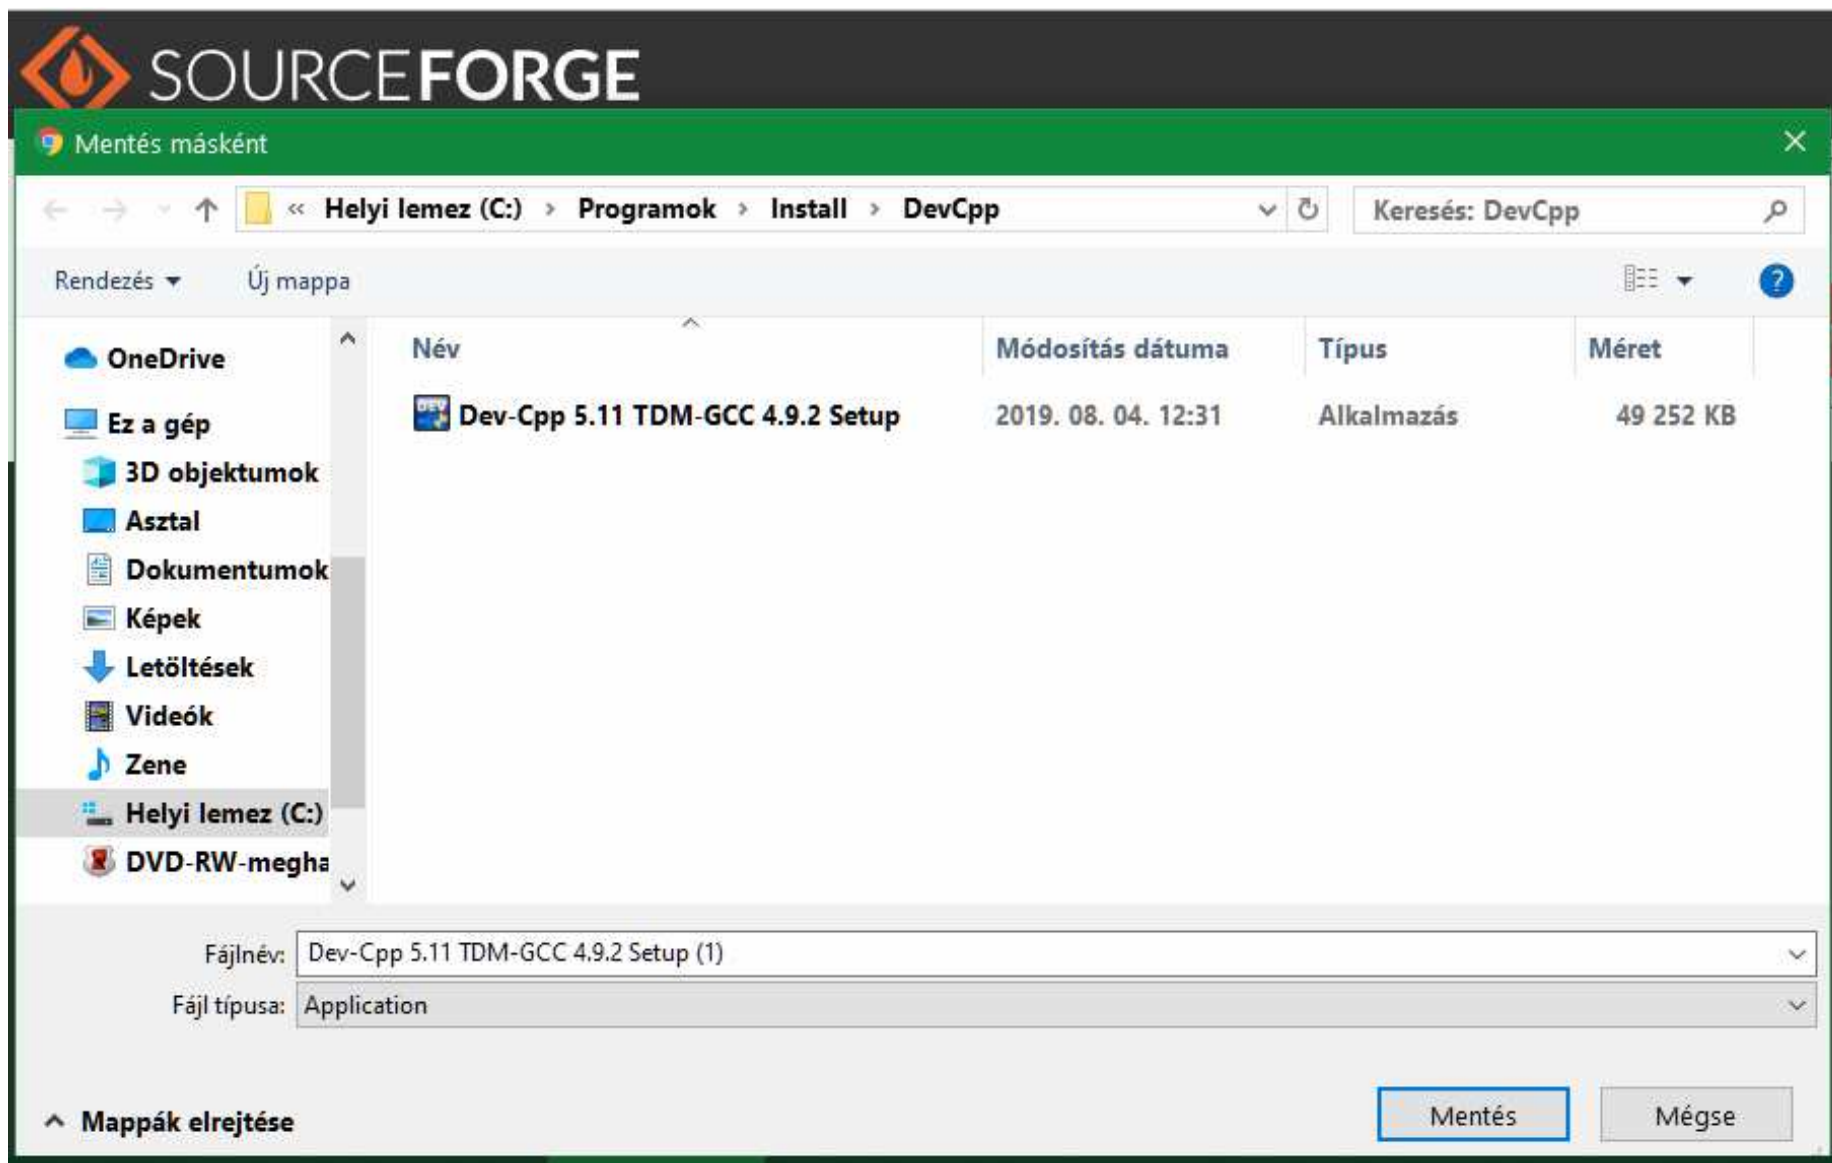 SOURCEFORGE
Mentés másként
« Helyi lemez (C:) › Programok › Install › DevCpp
Keresés: DevCpp
Rendezés
Új mappa
?
Név
Módosítás dátuma
Típus
Méret
Dev-Cpp 5.11 TDM-GCC 4.9.2 Setup
2019. 08. 04. 12:31
Alkalmazás
49 252 KB
OneDrive
Ez a gép
3D objektumok
Asztal
Dokumentumok
Képek
Letöltések
Videók
Zene
Helyi lemez (C:)
DVD-RW-megha
Fájlnév: Dev-Cpp 5.11 TDM-GCC 4.9.2 Setup (1)
Fájl típusa: Application
Mappák elrejtése
Mentés
Mégse